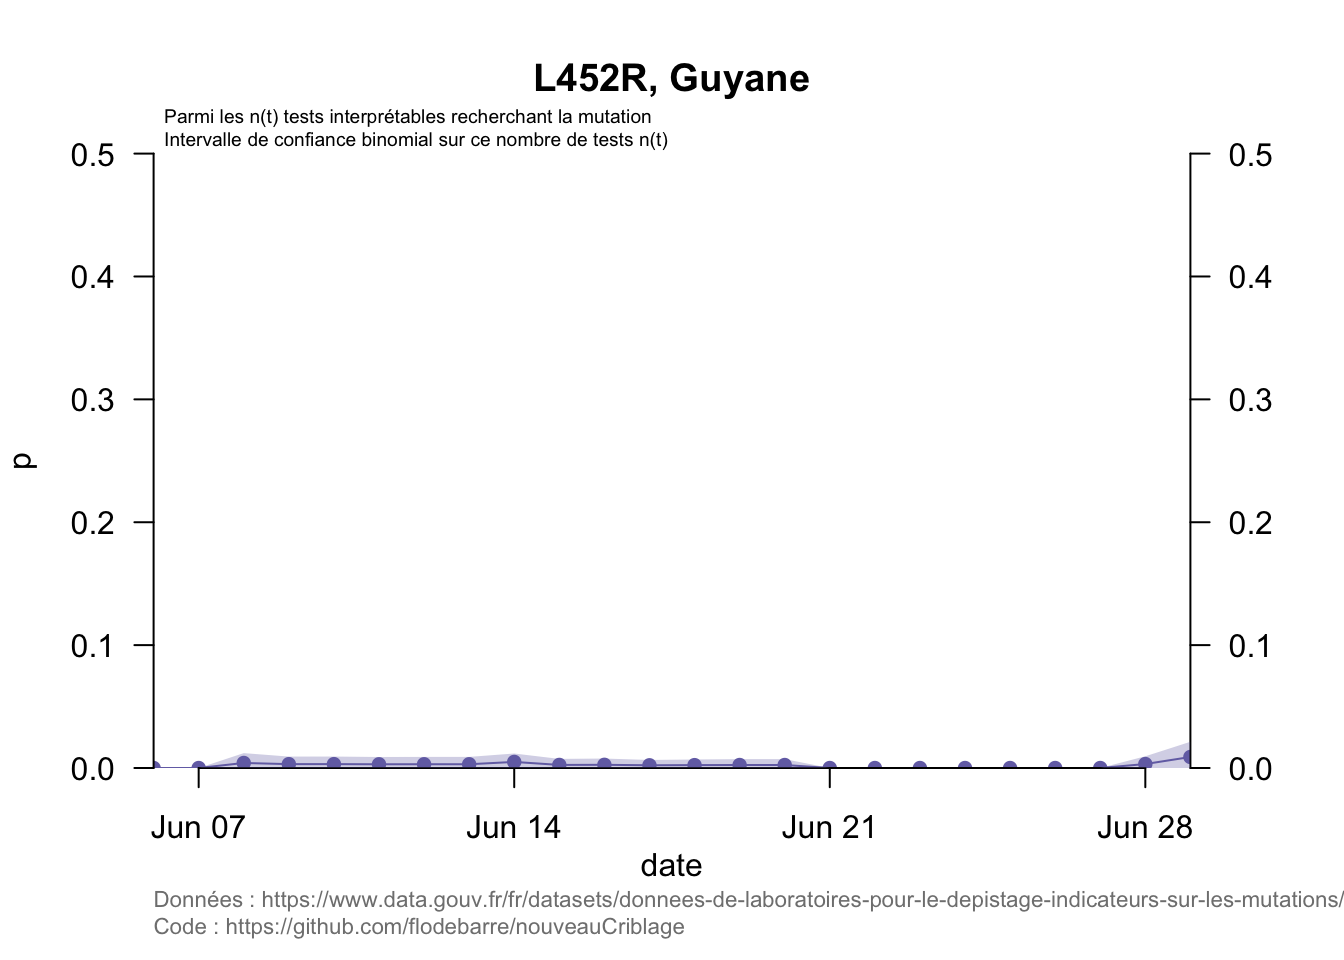 L452R, Guyane
Parmi les n(t) tests interprétables recherchant la mutation
Intervalle de confiance binomial sur ce nombre de tests n(t)
0.5
0.5
0.4
0.4
0.3
0.3
p
0.2
0.2
0.1
0.1
0.0
0.0
Jun 07 Jun 14 Jun 21 Jun 28
date
Données : https://www.data.gouv.fr/fr/datasets/donnees-de-laboratoires-pour-le-depistage-indicateurs-sur-les-mutations/
Code : https://github.com/flodebarre/nouveauCriblage